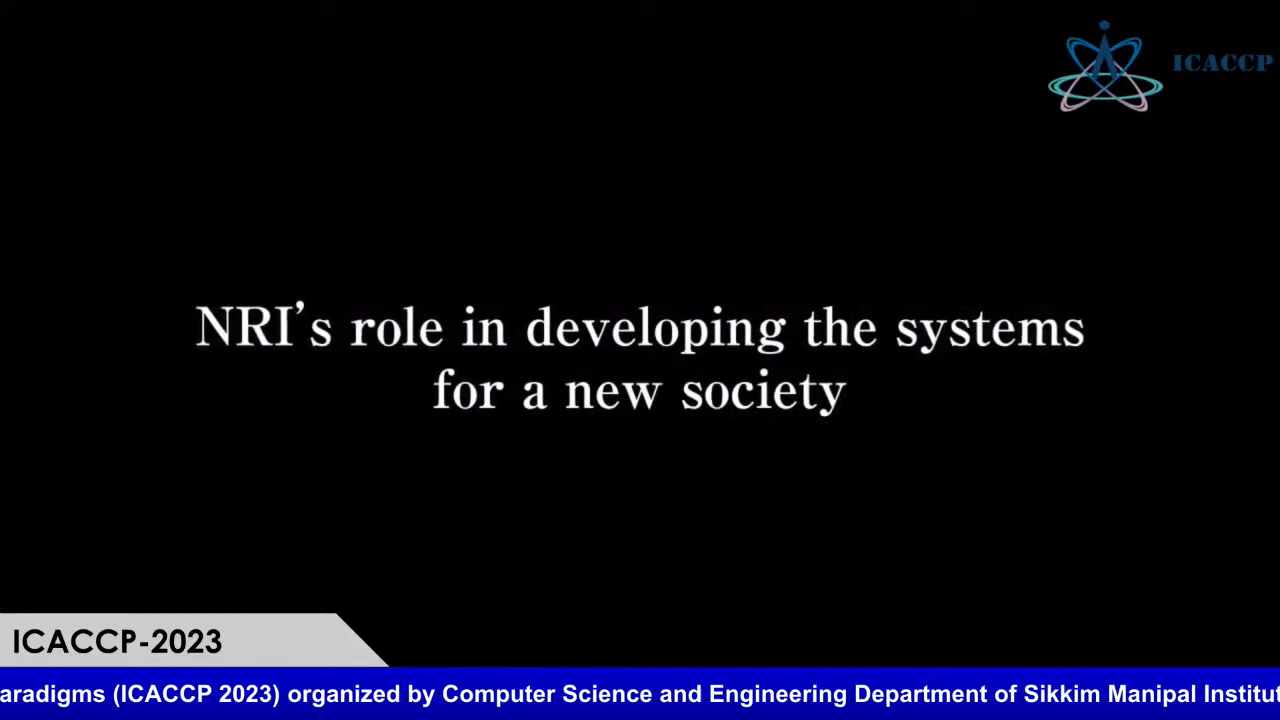 ICACCP
NRI's role in developing the systems
for a new society
ICACCP-2023
aradigms (ICACCP 2023) organized by Computer Science and Engineering Department of Sikkim Manipal Institut